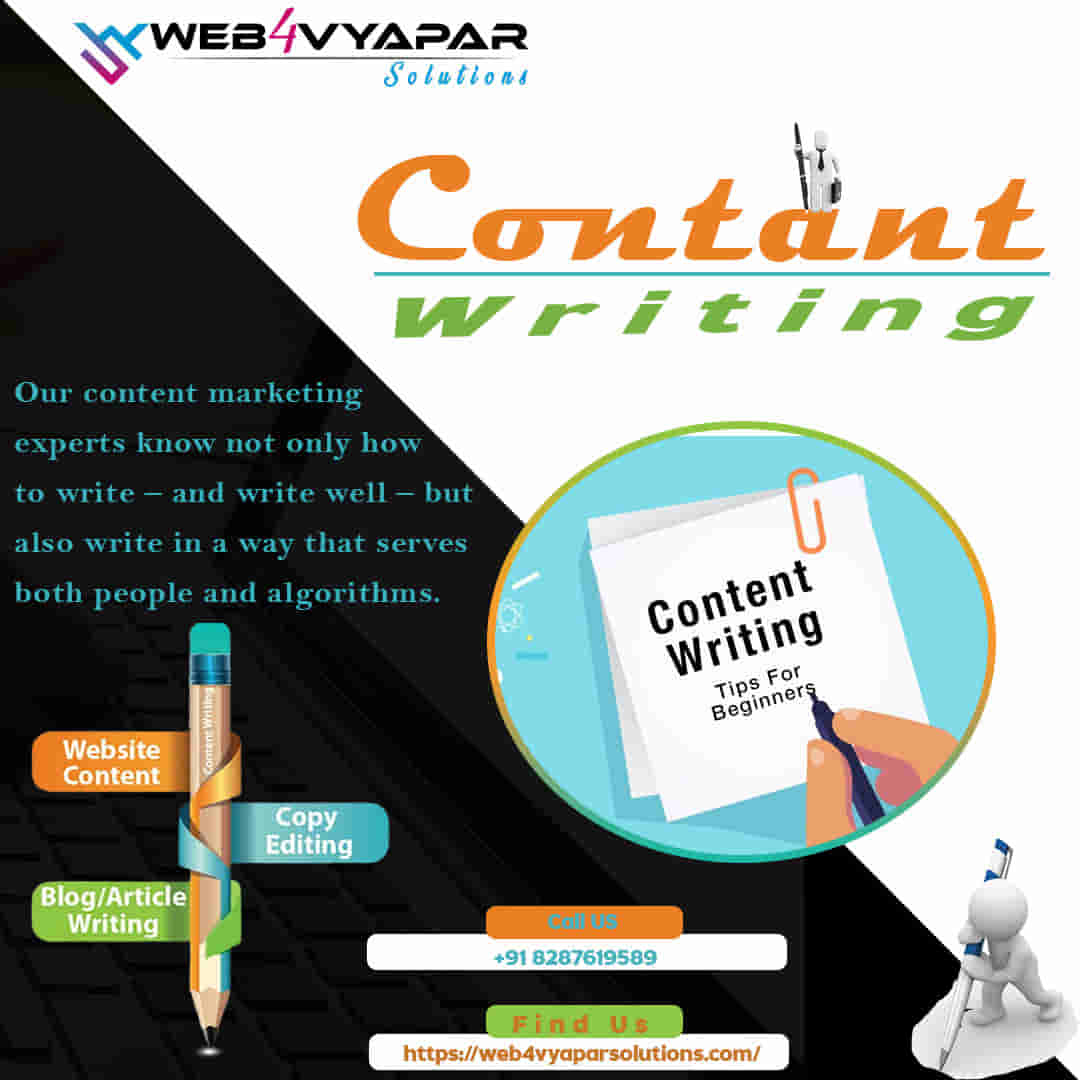 WEB4VYAPAR
Solutions
Contant
Writing
Our content marketing
experts know not only how
to write – and write well – but
also write in a way that serves
both people and algorithms.
Content
Writing
Tips For
Beginners
Content Writing
Website
Content
Copy
Editing
Blog/Article
Writing
Call US
+91 8287619589
Find Us
https://web4vyaparsolutions.com/